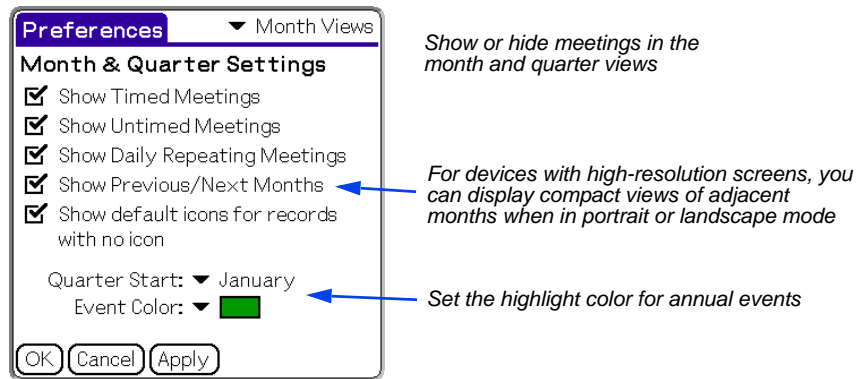 Preferences
Month Views
Month & Quarter Settings
Show Timed Meetings
Show Untimed Meetings
Show Daily Repeating Meetings
Show Previous/Next Months
Show default icons for records
with no icon
Quarter Start: January
Event Color:
OK Cancel Apply
Show or hide meetings in the
month and quarter views
For devices with high-resolution screens, you
can display compact views of adjacent
months when in portrait or landscape mode
Set the highlight color for annual events